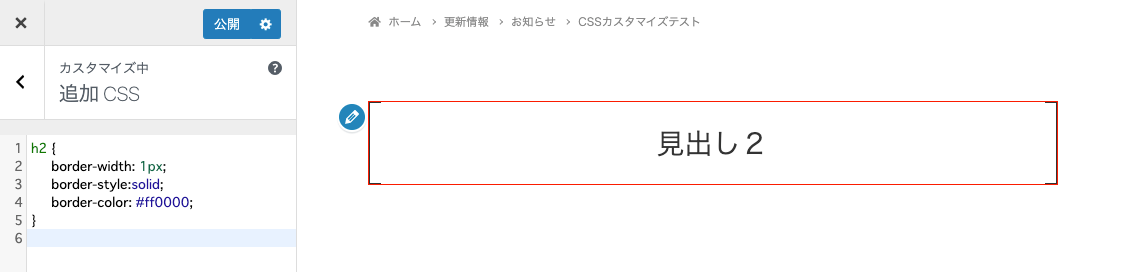 公開
カスタマイズ中
追加 CSS
1 h2 {
2 border-width: 1px;
3 border-style:solid;
4 border-color: #ff0000;
5 }
6
ホーム > 更新情報 > お知らせ > CSSカスタマイズテスト
見出し２